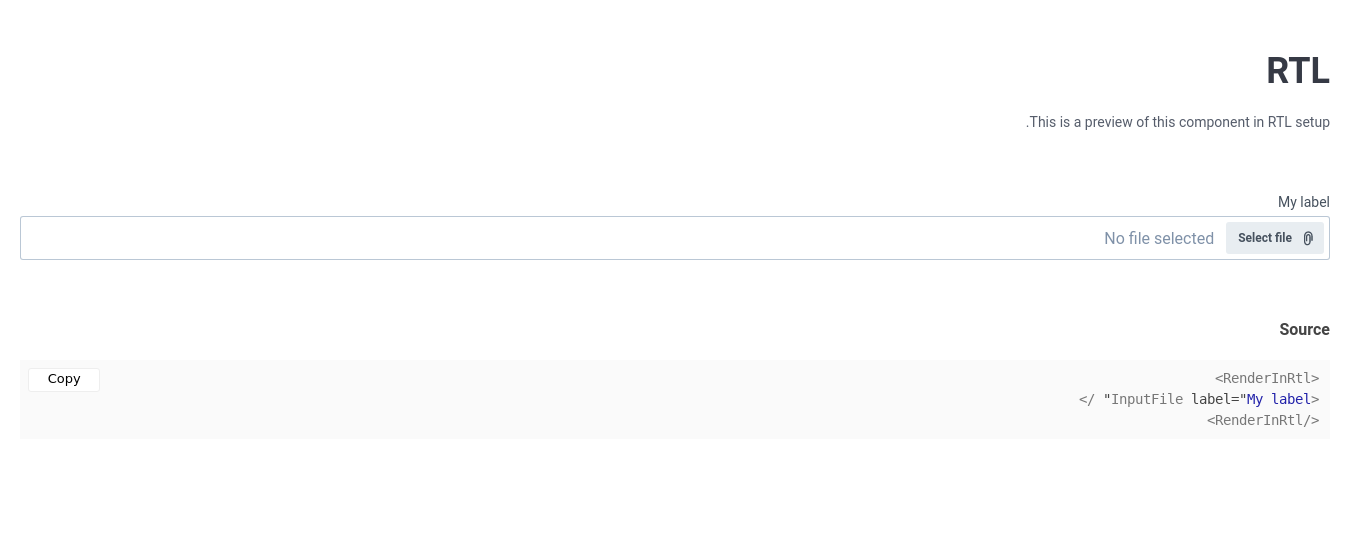 RTL
.This is a preview of this component in RTL setup
My label
No file selected Select file
Source
Copy
<RenderInRtl>
</ "InputFile label="My label>
<RenderInRtl/>